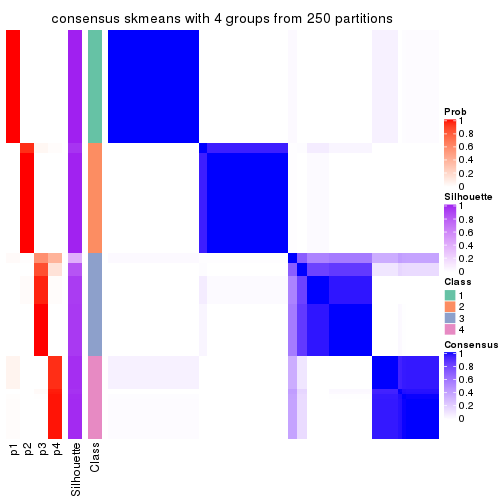 consensus skmeans with 4 groups from 250 partitions
Prob
1
0.8
0.6
0.4
0.2
0
Silhouette
1
0.8
0.6
0.4
0.2
0
Class
1
2
3
4
Consensus
1
0.8
0.6
0.4
0.2
0
p1
p2
p3
p4
Silhouette
Class